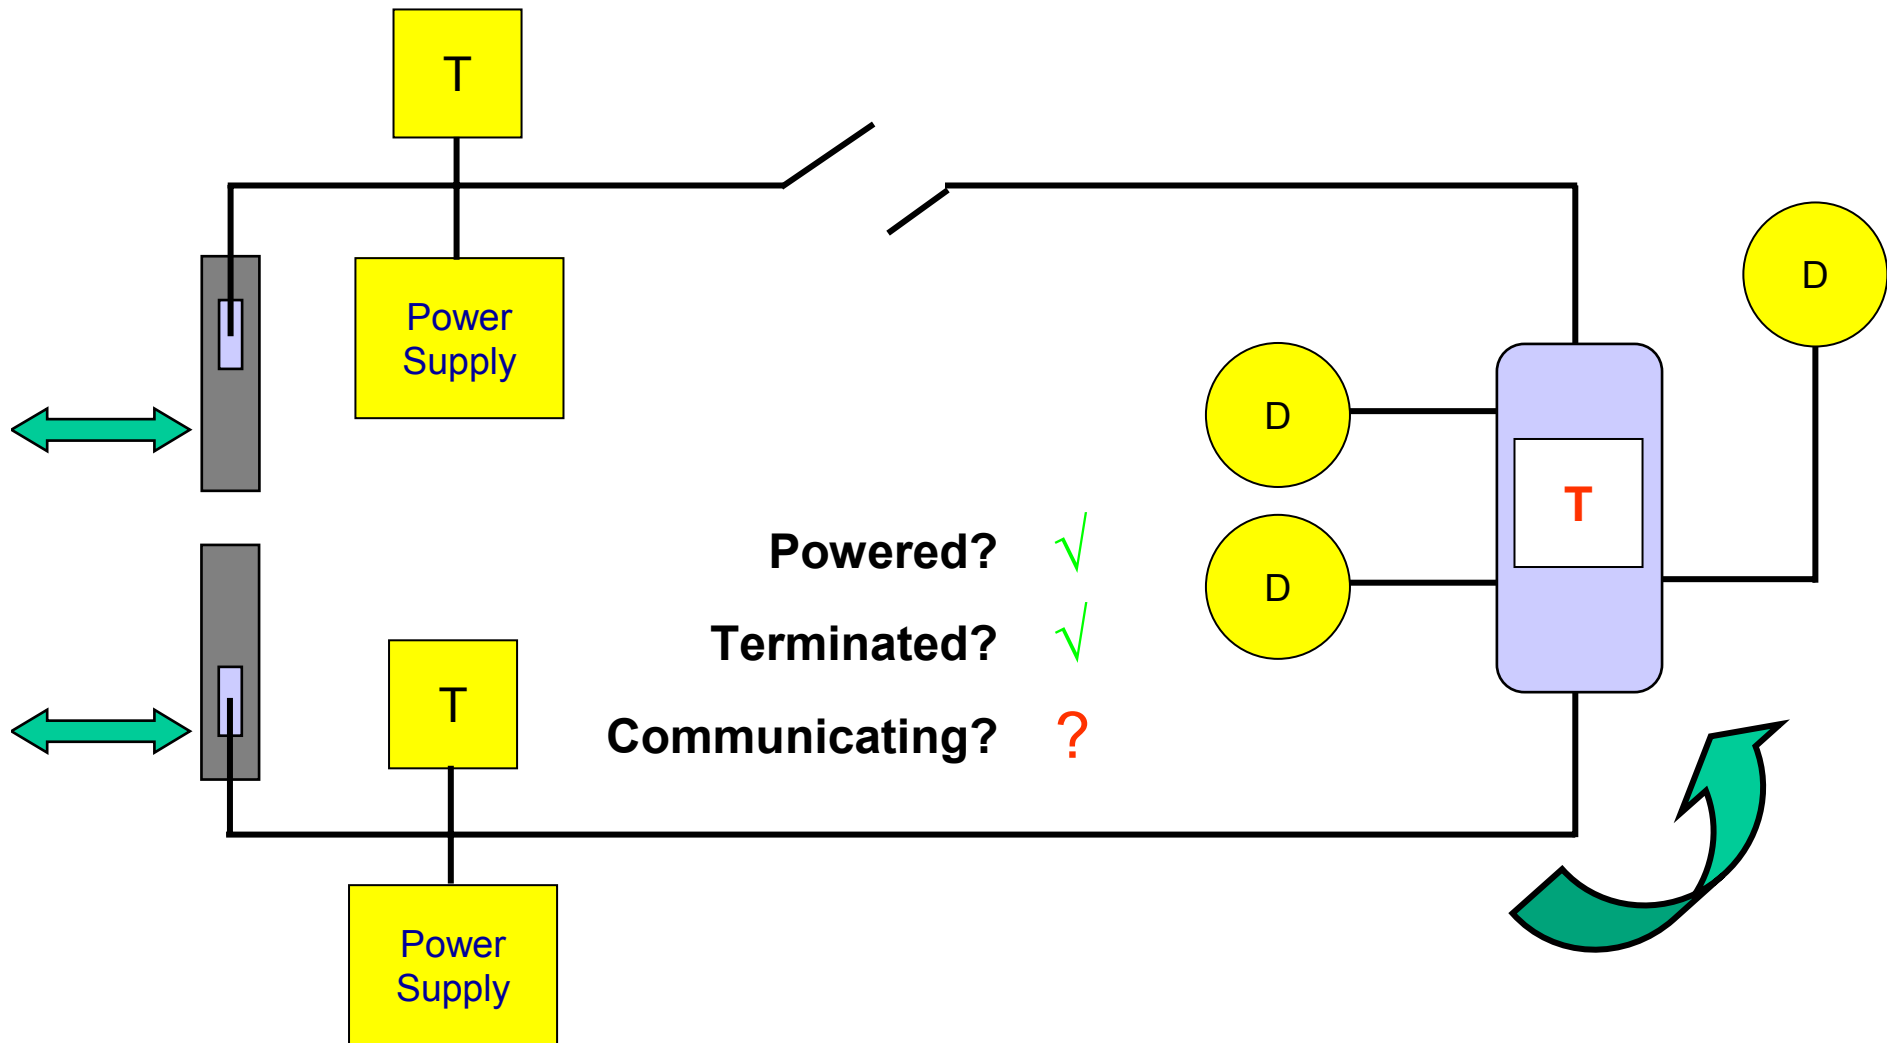 T
Power
Supply
D
D
T
D
Powered? √
Terminated? √
Communicating? ?
T
Power
Supply